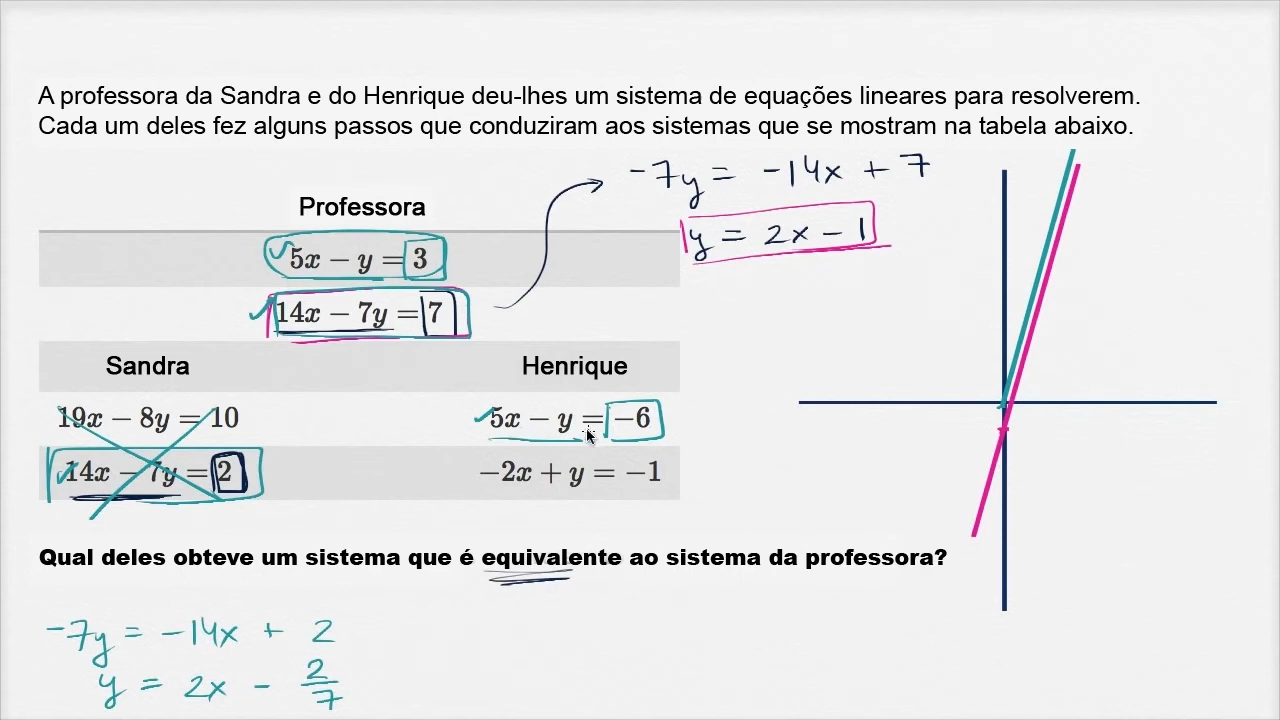 A professora da Sandra e do Henrique deu-lhes um sistema de equações lineares para resolverem.
Cada um deles fez alguns passos que conduziram aos sistemas que se mostram na tabela abaixo.
-7y = -14x + 7
y = 2x - 1
Professora
5x − y = 3
14x − 7y = 7
Sandra Henrique
19x − 8y = 10 5x − y = −6
14x − 7y = 2 −2x + y = −1
Qual deles obteve um sistema que é equivalente ao sistema da professora?
-7y = -14x + 2
y = 2x - 2/7